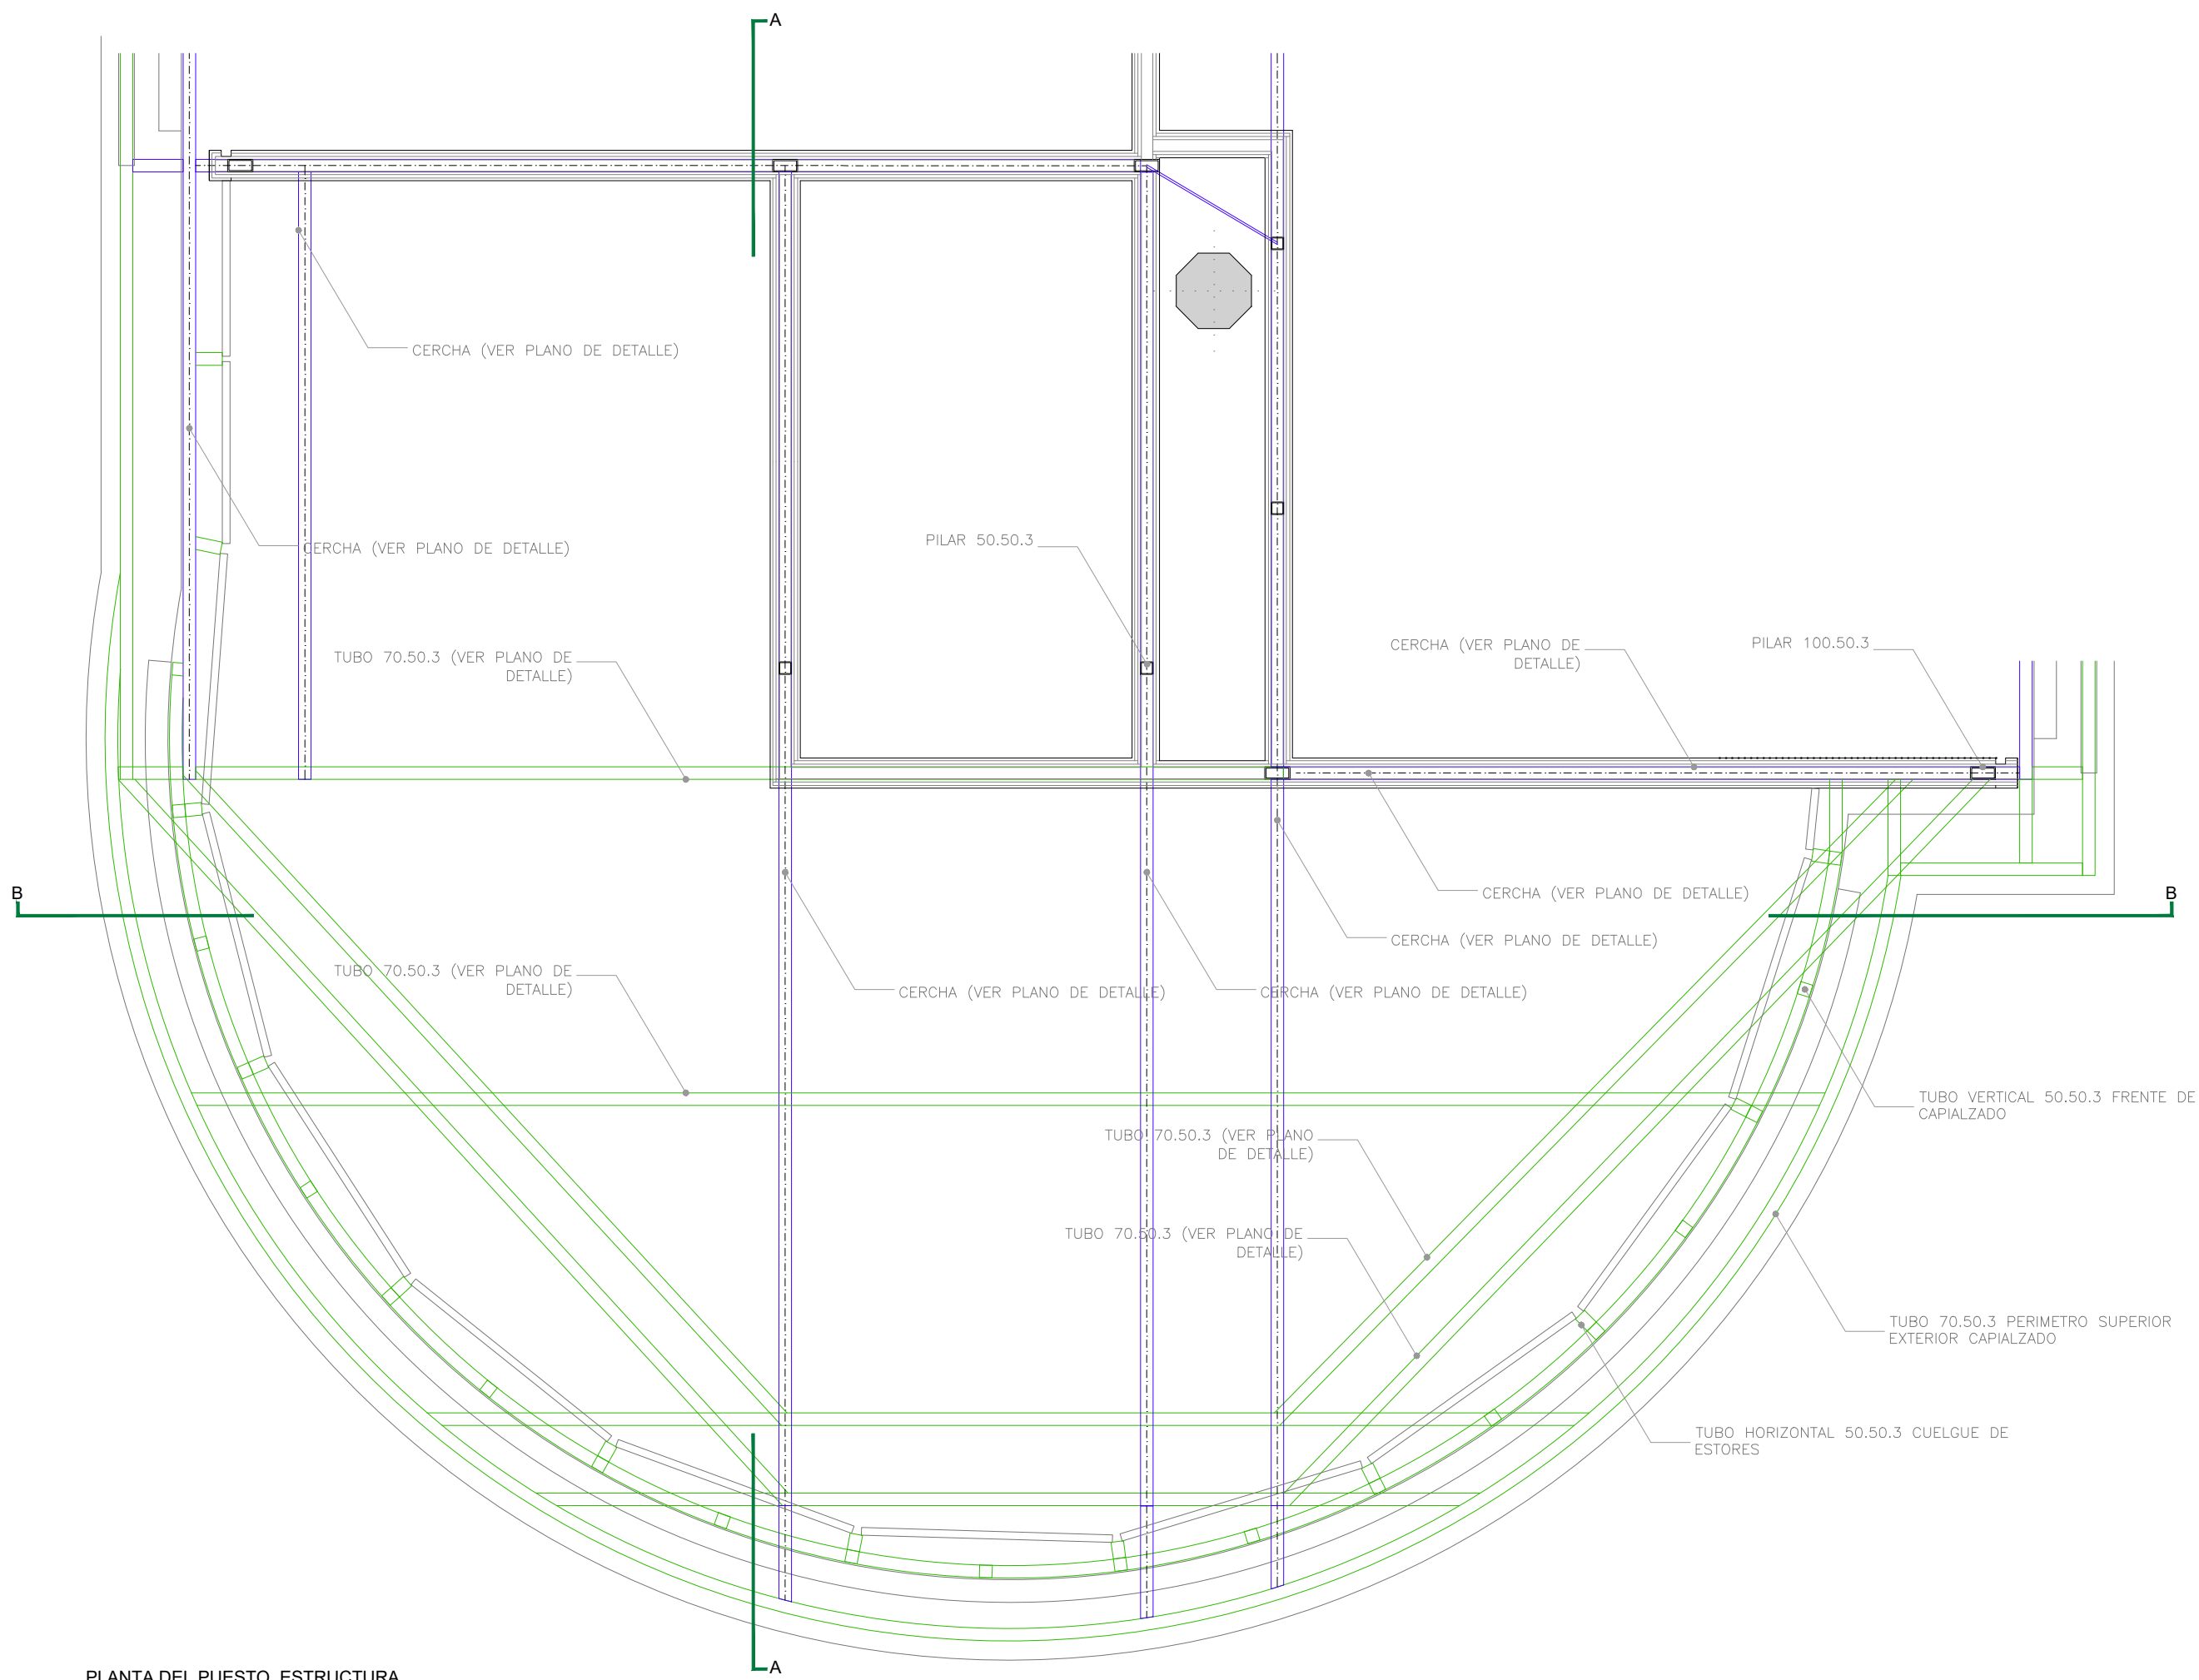 A
CERCHA (VER PLANO DE DETALLE)
CERCHA (VER PLANO DE DETALLE)
PILAR 50.50.3
TUBO 70.50.3 (VER PLANO DE
DETALLE)
CERCHA (VER PLANO DE
DETALLE)
PILAR 100.50.3
B
B
CERCHA (VER PLANO DE DETALLE)
CERCHA (VER PLANO DE DETALLE)
TUBO 70.50.3 (VER PLANO DE
DETALLE)
CERCHA (VER PLANO DE DETALLE)
CERCHA (VER PLANO DE DETALLE)
TUBO VERTICAL 50.50.3 FRENTE DE
CAPIALZADO
TUBO 70.50.3 (VER PLANO
DE DETALLE)
TUBO 70.50.3 (VER PLANO DE
DETALLE)
TUBO 70.50.3 PERIMETRO SUPERIOR
EXTERIOR CAPIALZADO
TUBO HORIZONTAL 50.50.3 CUELGUE DE
ESTORES
A
PLANTA DEL PUESTO. ESTRUCTURA